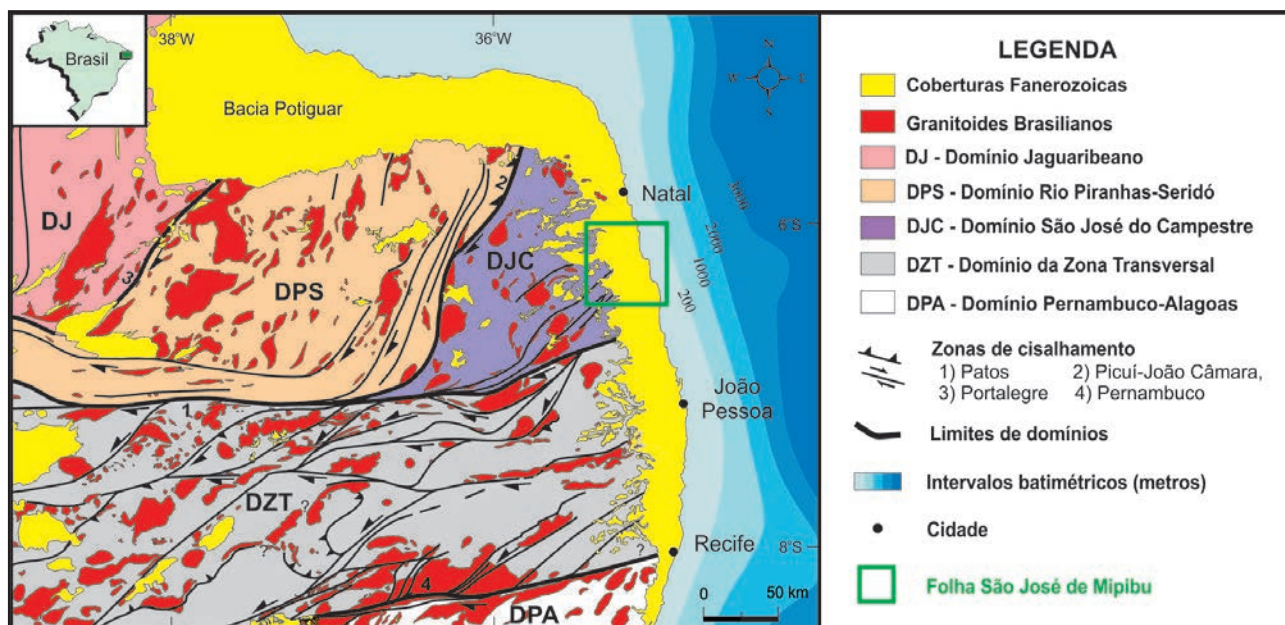 38°W
36°W
Brasil
N
W
E
S
Bacia Potiguar
Natal
3000
2000
6°S
1000
200
DJ
3
2
DJC
DPS
João
Pessoa
1
DZT
?
?
?
Recife
8°S
4
DPA
0
50 km
LEGENDA
Coberturas Fanerozoicas
Granitoides Brasilianos
DJ - Domínio Jaguaribeano
DPS - Domínio Rio Piranhas-Seridó
DJC - Domínio São José do Campestre
DZT - Domínio da Zona Transversal
DPA - Domínio Pernambuco-Alagoas
Zonas de cisalhamento
1) Patos 2) Picuí-João Câmara,
3) Portalegre 4) Pernambuco
Limites de domínios
Intervalos batimétricos (metros)
Cidade
Folha São José de Mipibu